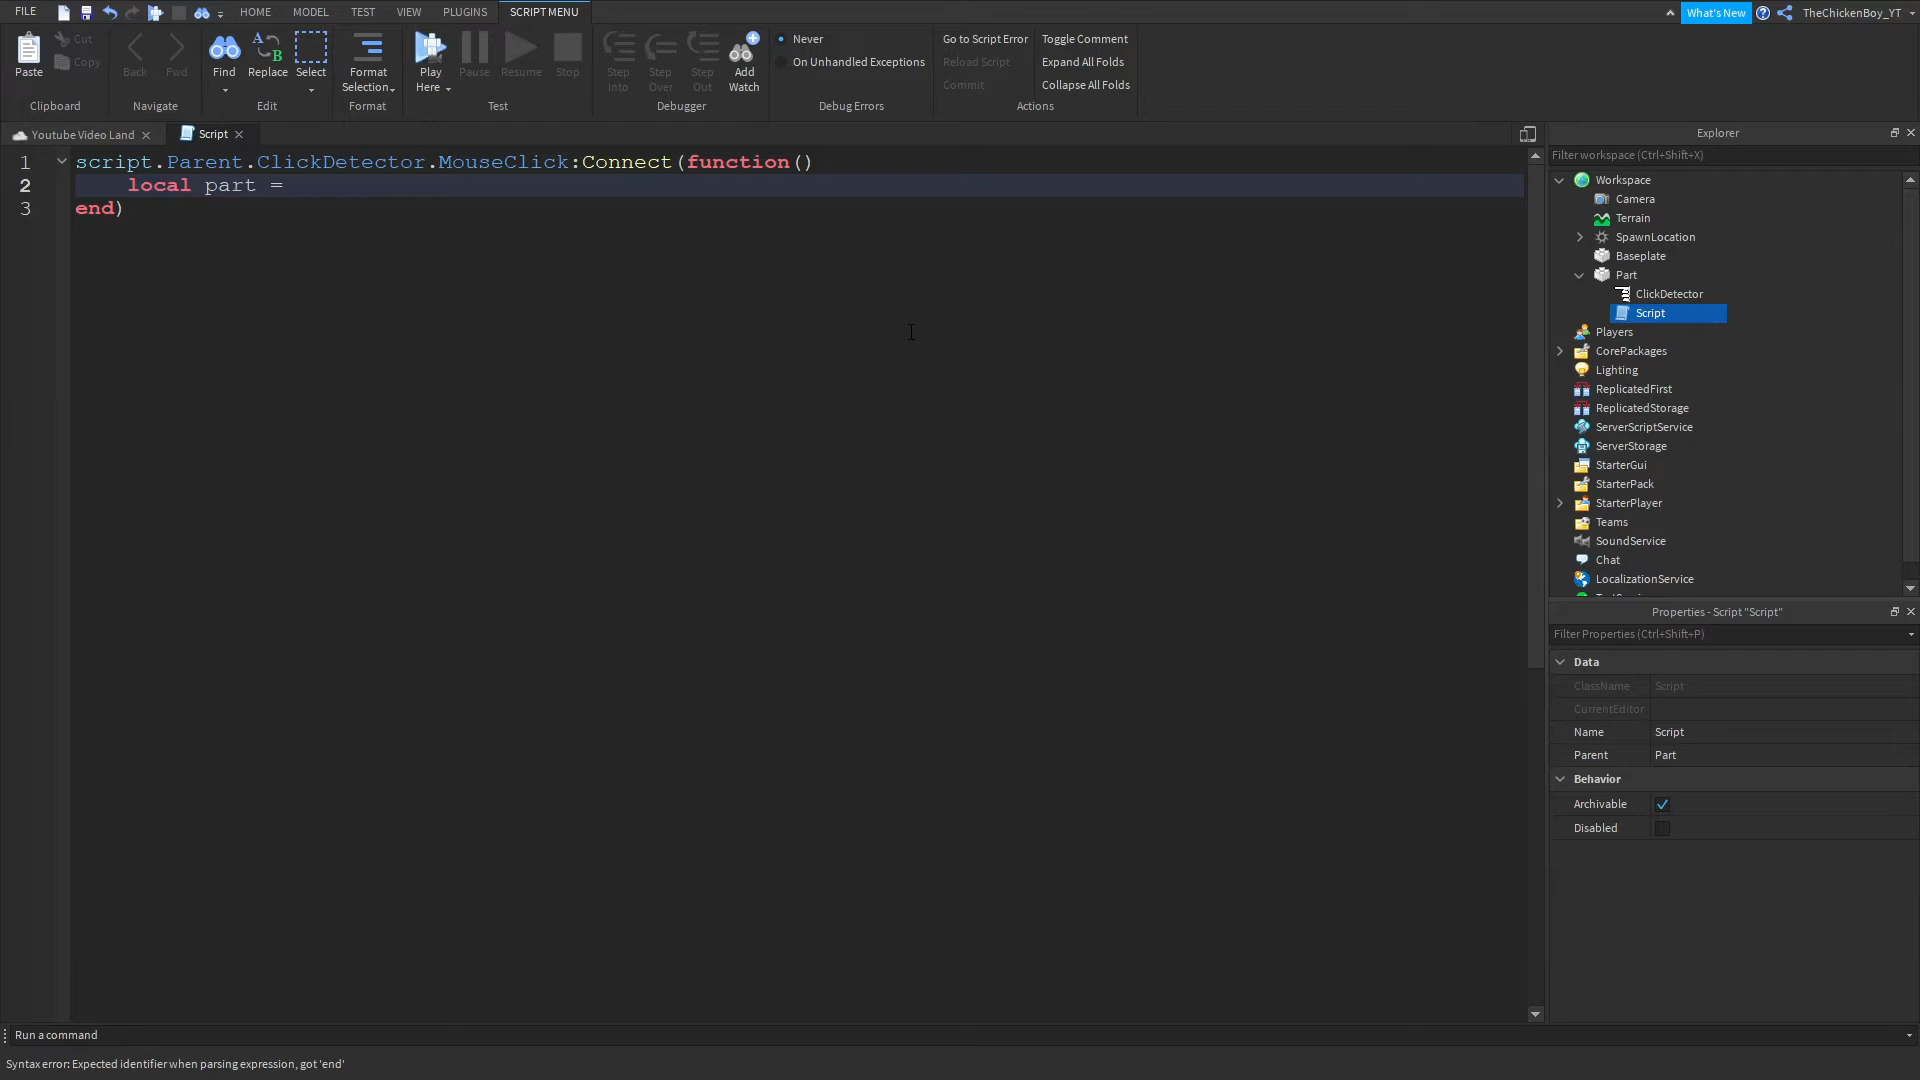 FILE HOME MODEL TEST VIEW PLUGINS SCRIPT MENU What's New TheChickenBoy_YT
Paste Cut Copy Clipboard
Back Fwd Navigate
Find Replace Select Edit
Format Selection Format
Play Here Pause Resume Stop Test
Step Into Step Over Step Out Add Watch Debugger
Never
On Unhandled Exceptions
Debug Errors
Go to Script Error Toggle Comment
Reload Script Expand All Folds
Commit Collapse All Folds
Actions
Youtube Video Land Script
1 script.Parent.ClickDetector.MouseClick:Connect(function()
2 local part =
3 end)
Explorer
Filter workspace (Ctrl+Shift+X)
Workspace
Camera
Terrain
SpawnLocation
Baseplate
Part
ClickDetector
Script
Players
CorePackages
Lighting
ReplicatedFirst
ReplicatedStorage
ServerScriptService
ServerStorage
StarterGui
StarterPack
StarterPlayer
Teams
SoundService
Chat
LocalizationService
Properties - Script "Script"
Filter Properties (Ctrl+Shift+P)
Data
ClassName Script
CurrentEditor
Name Script
Parent Part
Behavior
Archivable
Disabled
Run a command
Syntax error: Expected identifier when parsing expression, got 'end'